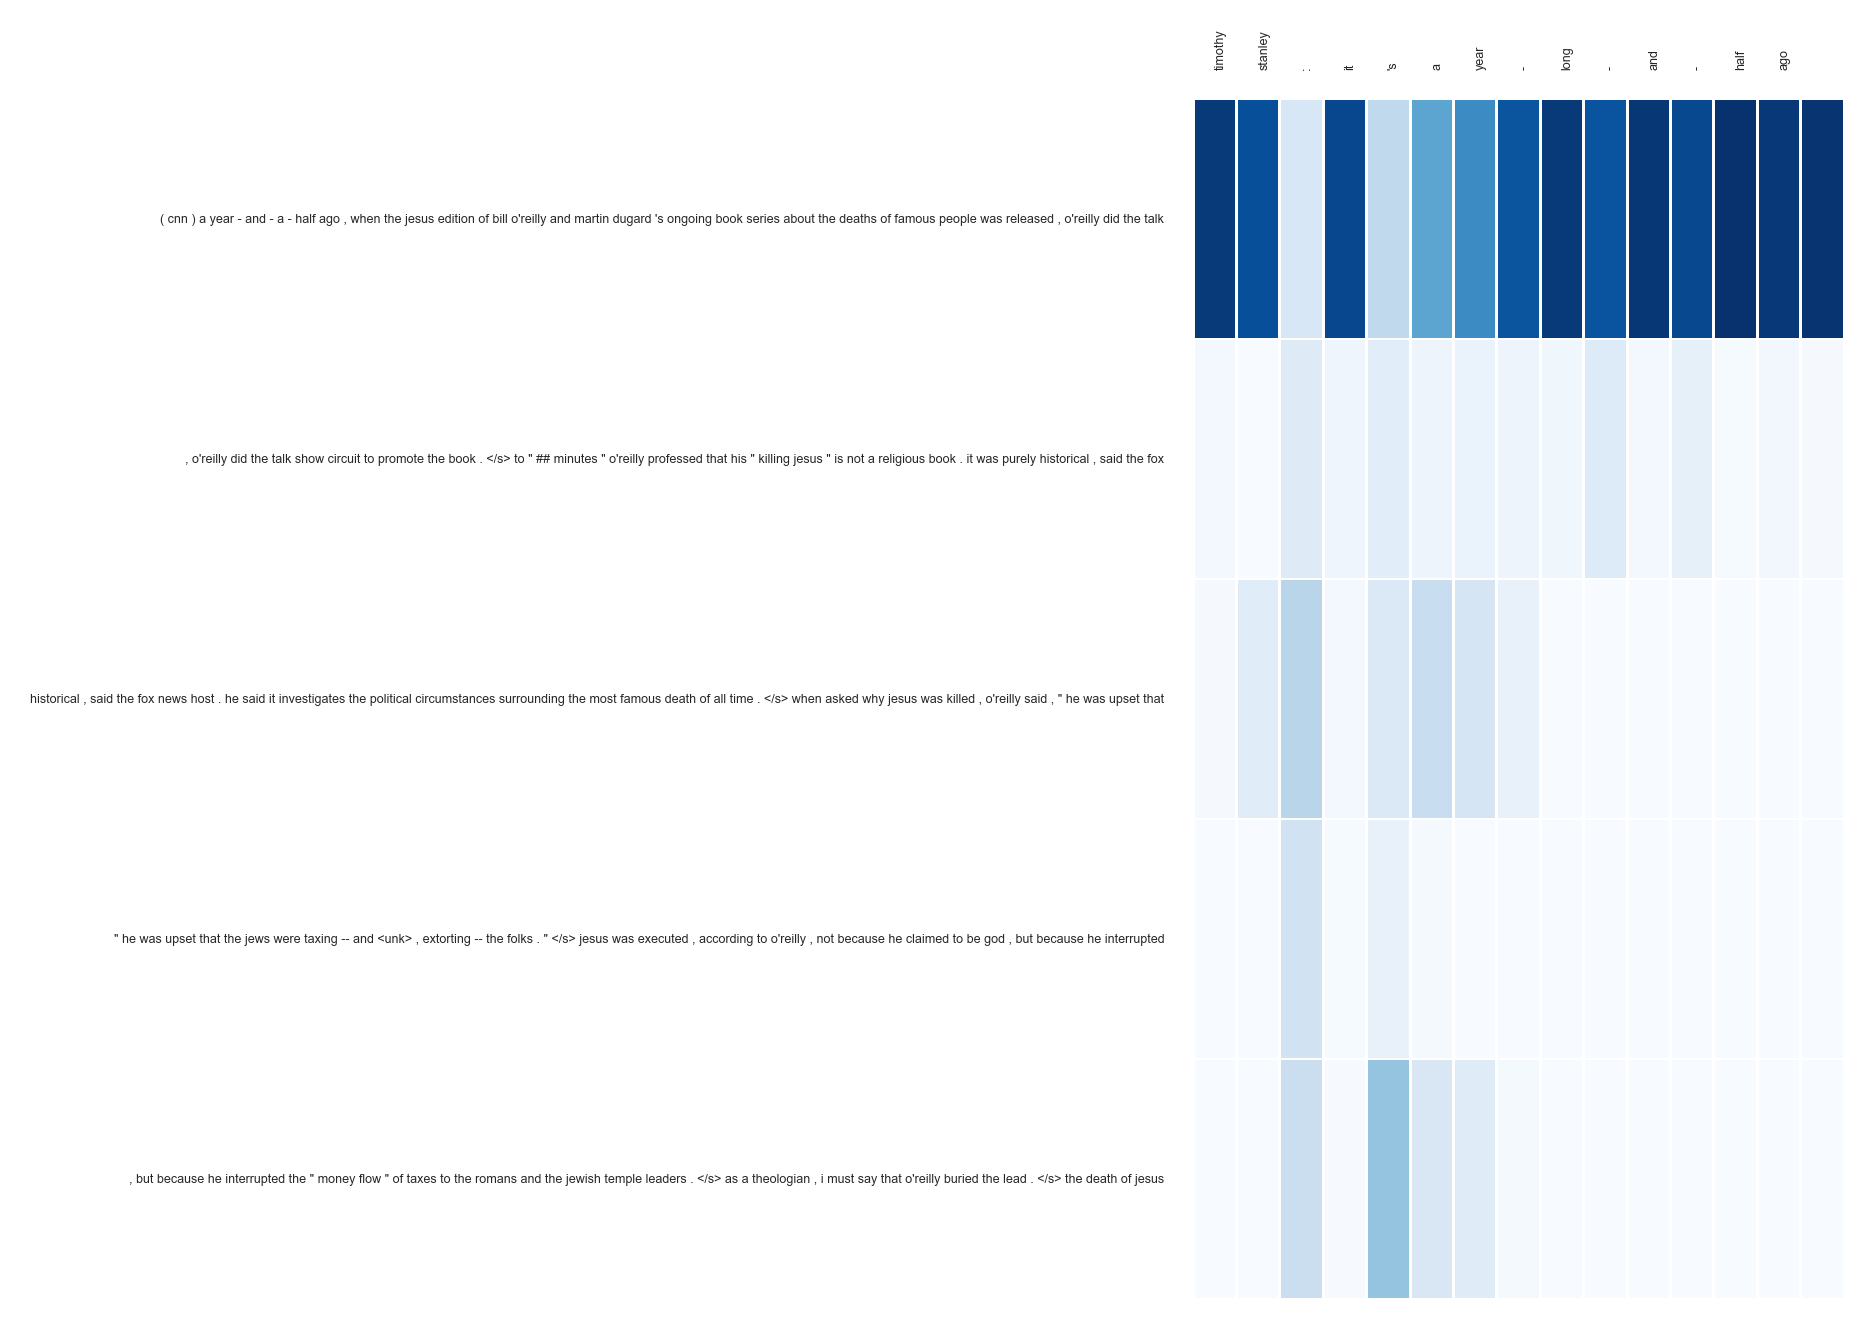 timothy stanley : it 's a year - long - and - half ago
( cnn ) a year - and - a - half ago , when the jesus edition of bill o'reilly and martin dugard 's ongoing book series about the deaths of famous people was released , o'reilly did the talk
, o'reilly did the talk show circuit to promote the book . </s> to " ## minutes " o'reilly professed that his " killing jesus " is not a religious book . it was purely historical , said the fox
historical , said the fox news host . he said it investigates the political circumstances surrounding the most famous death of all time . </s> when asked why jesus was killed , o'reilly said , " he was upset that
" he was upset that the jews were taxing -- and <unk> , extorting -- the folks . " </s> jesus was executed , according to o'reilly , not because he claimed to be god , but because he interrupted
, but because he interrupted the " money flow " of taxes to the romans and the jewish temple leaders . </s> as a theologian , i must say that o'reilly buried the lead . </s> the death of jesus